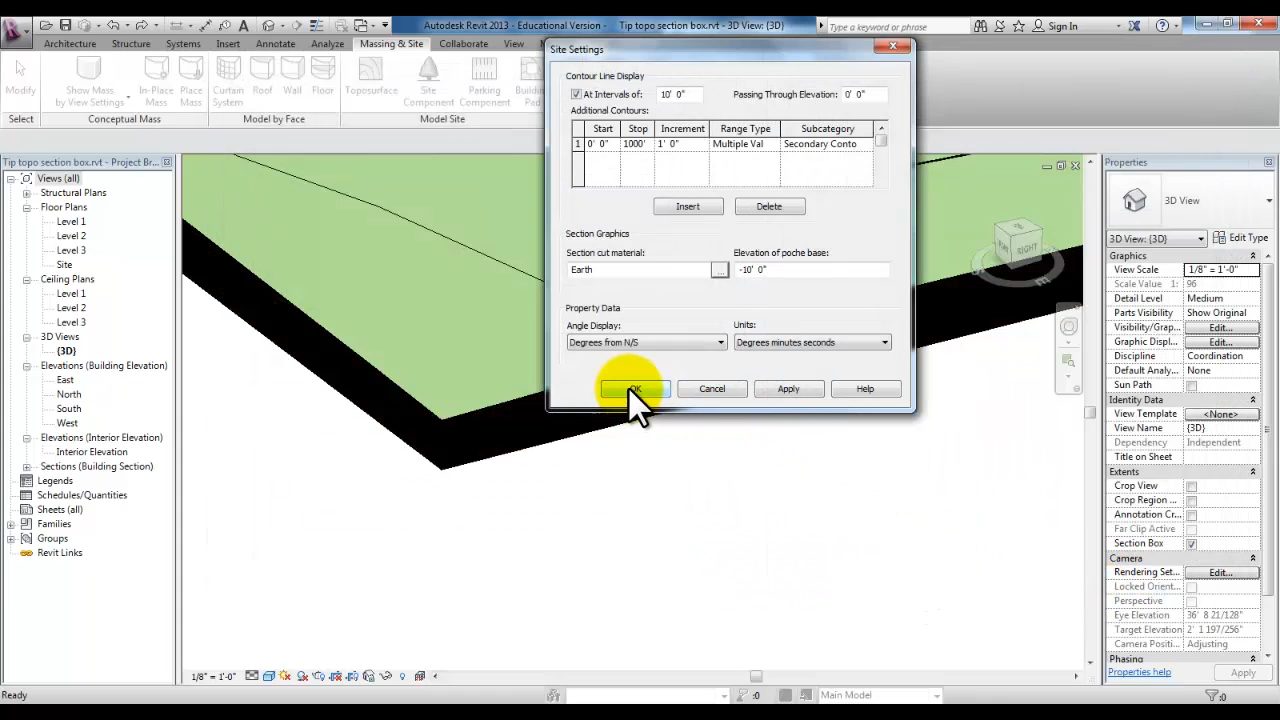 Autodesk Revit 2013 - Educational Version - Tip topo section box.rvt - 3D View: {3D}
Type a keyword or phrase
Sign In
Architecture Structure Systems Insert Annotate Analyze Massing & Site Collaborate View
Modify
Show Mass
by View Settings
In-Place
Mass
Place
Mass
Curtain
System
Roof
Wall
Floor
Toposurface
Site
Component
Parking
Component
Building
Pad
Select
Conceptual Mass
Model by Face
Model Site
Tip topo section box.rvt - Project Br...
Views (all)
Structural Plans
Floor Plans
Level 1
Level 2
Level 3
Site
Ceiling Plans
Level 1
Level 2
Level 3
3D Views
{3D}
Elevations (Building Elevation)
East
North
South
West
Elevations (Interior Elevation)
Interior Elevation
Sections (Building Section)
Legends
Schedules/Quantities
Sheets (all)
Families
Groups
Revit Links
Site Settings
Contour Line Display
At Intervals of: 10' 0"
Passing Through Elevation: 0' 0"
Additional Contours:
Start Stop Increment Range Type Subcategory
1 0' 0" 1000' 1' 0" Multiple Val Secondary Conto
Insert Delete
Section Graphics
Section cut material: Elevation of poche base:
Earth ... -10' 0"
Property Data
Angle Display: Units:
Degrees from N/S Degrees minutes seconds
OK Cancel Apply Help
RIGHT
Properties
3D View
3D View: {3D} Edit Type
Graphics
View Scale 1/8" = 1'-0"
Scale Value 1: 96
Detail Level Medium
Parts Visibility Show Original
Visibility/Grap... Edit...
Graphic Displ... Edit...
Discipline Coordination
Default Analy... None
Sun Path
Identity Data
View Template <None>
View Name {3D}
Dependency Independent
Title on Sheet
Extents
Crop View
Crop Region ...
Annotation Cr...
Far Clip Active
Section Box
Camera
Rendering Set... Edit...
Locked Orient...
Perspective
Eye Elevation 36' 8 21/128"
Target Elevation 2' 1 197/256"
Camera Positi... Adjusting
Phasing
Properties help Apply
1/8" = 1'-0"
Ready
:0
Main Model
:0